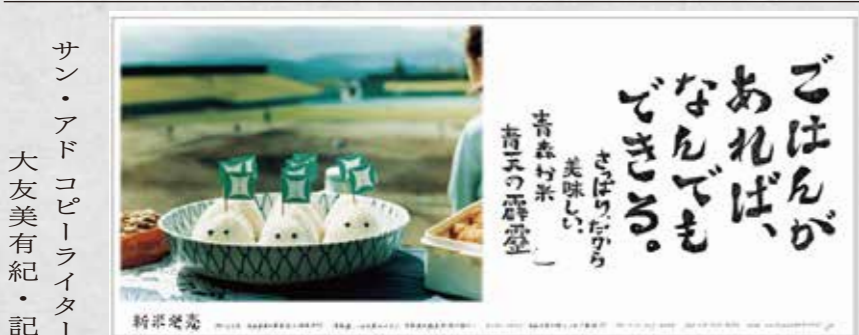 サン・アド コピーライター
大友美有紀・記
ごはんが
あれば、
なんでも
できる。
さっぱり、だから
美味しい。
青森の米
青天の霹靂」
新米発売